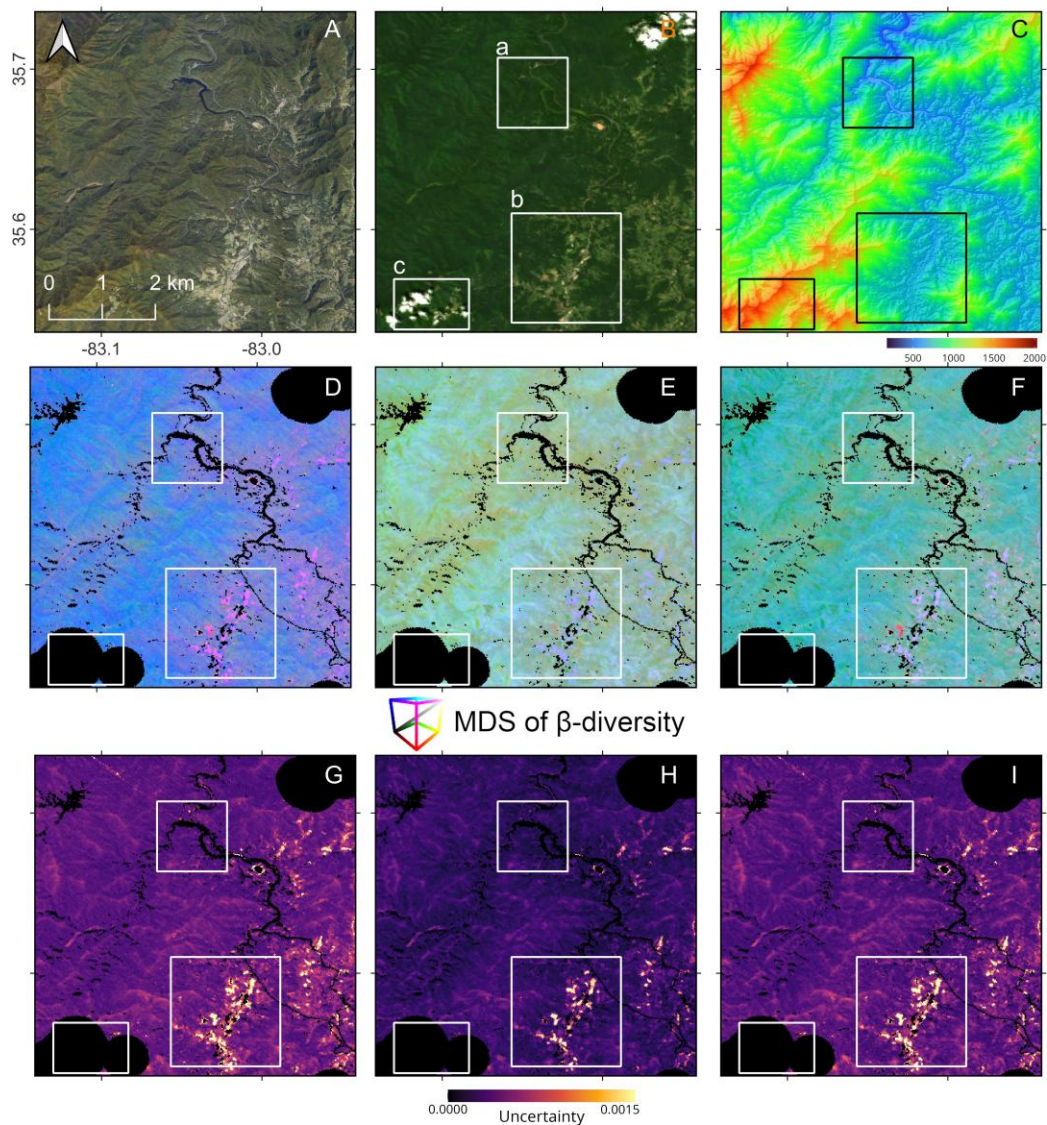 A
B
C
35.7
35.6
a
b
c
0 1 2 km
-83.1 -83.0
500 1000 1500 2000
D
E
F
MDS of β-diversity
G
H
I
0.0000 0.0015
Uncertainty